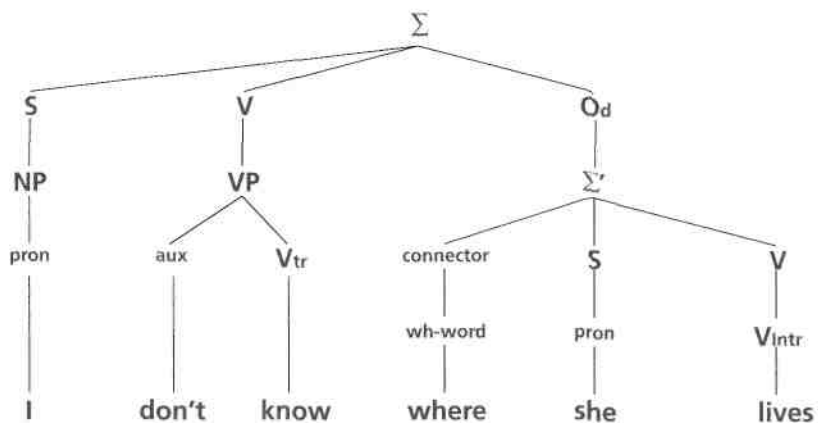 Σ
S V Od
NP VP Σ'
pron aux Vtr connector S V
wh-word pron VIntr
I don't know where she lives